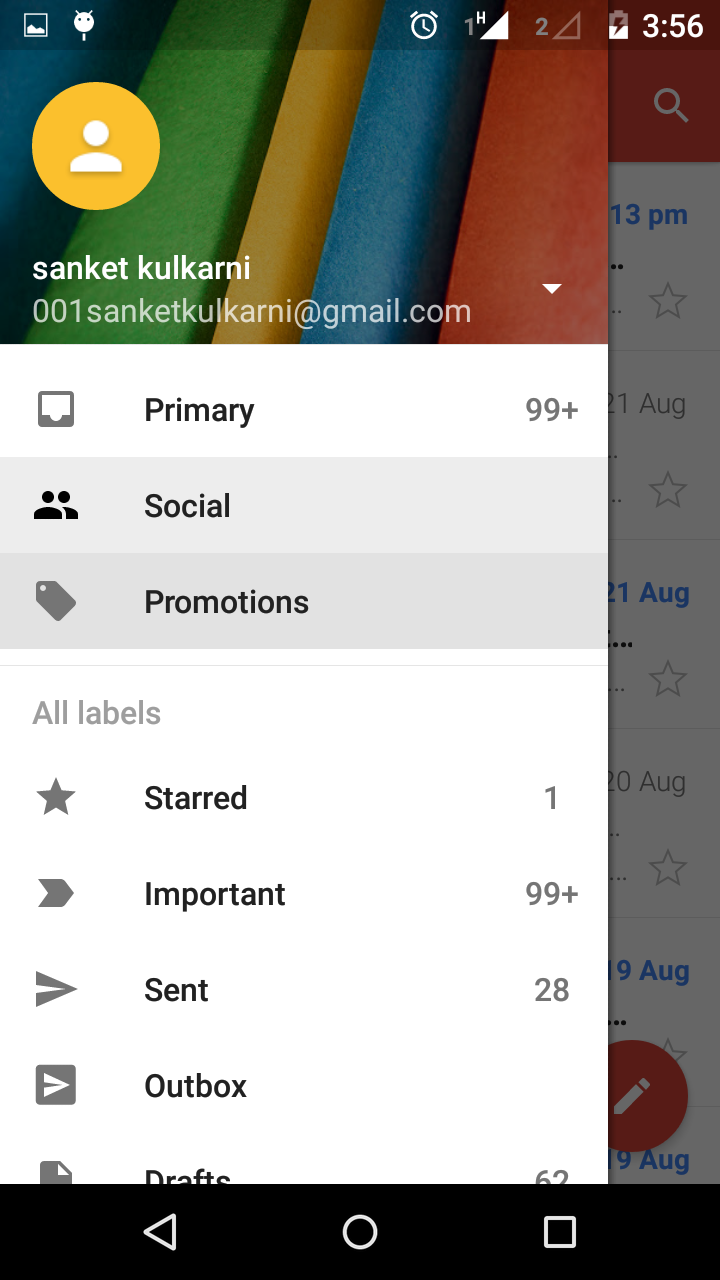 1 H 2 3:56
13 pm
sanket kulkarni
001sanketkulkarni@gmail.com
Primary 99+
21 Aug
Social
Promotions
21 Aug
All labels
Starred 1
20 Aug
Important 99+
Sent 28
19 Aug
Outbox
Drafts 62
19 Aug